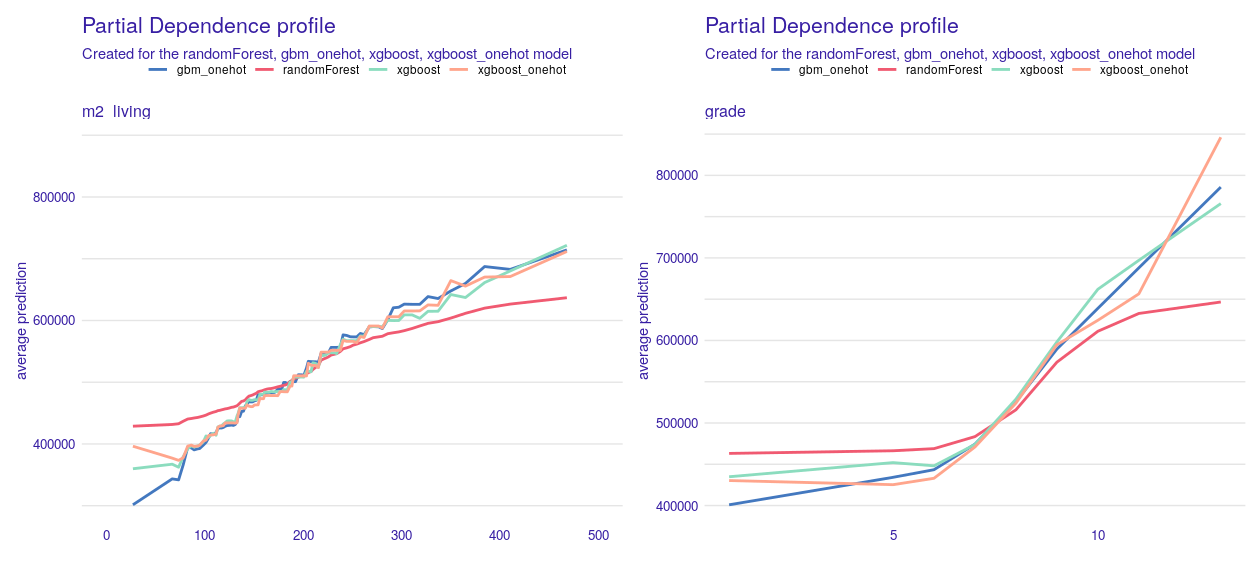 Partial Dependence profile
Created for the randomForest, gbm_onehot, xgboost, xgboost_onehot model
gbm_onehot randomForest xgboost xgboost_onehot
m2 living
average prediction
800000
600000
400000
0 100 200 300 400 500
Partial Dependence profile
Created for the randomForest, gbm_onehot, xgboost, xgboost_onehot model
gbm_onehot randomForest xgboost xgboost_onehot
grade
average prediction
800000
700000
600000
500000
400000
5 10